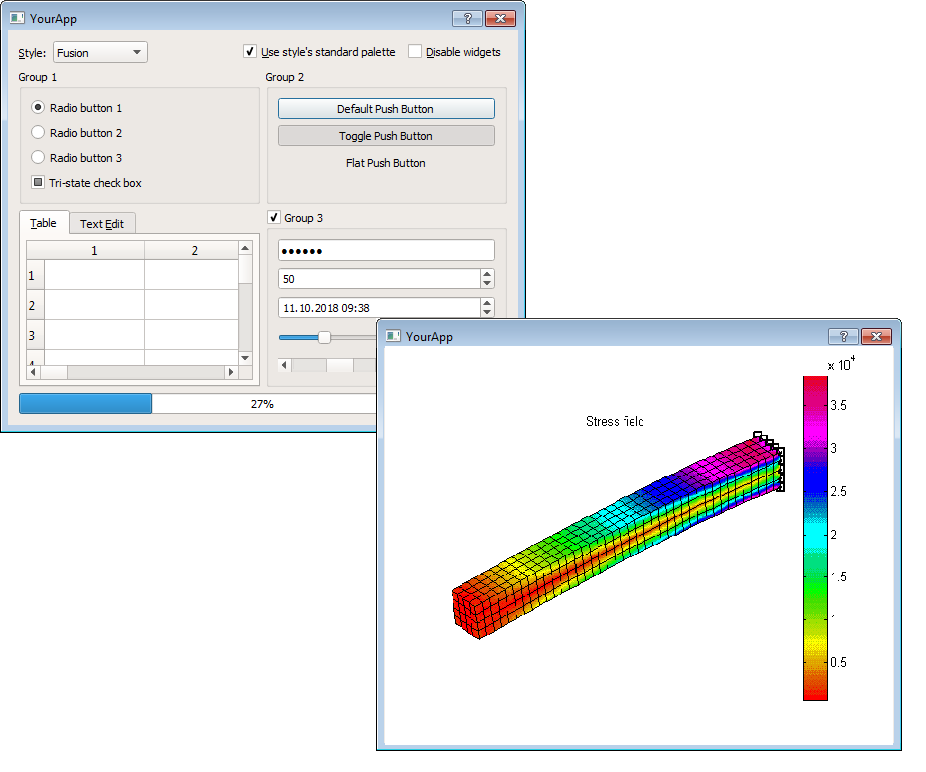 YourApp
Style: Fusion
Use style's standard palette
Disable widgets
Group 1
Group 2
Radio button 1
Radio button 2
Radio button 3
Tri-state check box
Default Push Button
Toggle Push Button
Flat Push Button
Table
Text Edit
Group 3
1 2
1
2
3
4
••••••
50
11.10.2018 09:38
27%
YourApp
Stress field
x 10^4
3.5
3
2.5
2
1.5
1
0.5